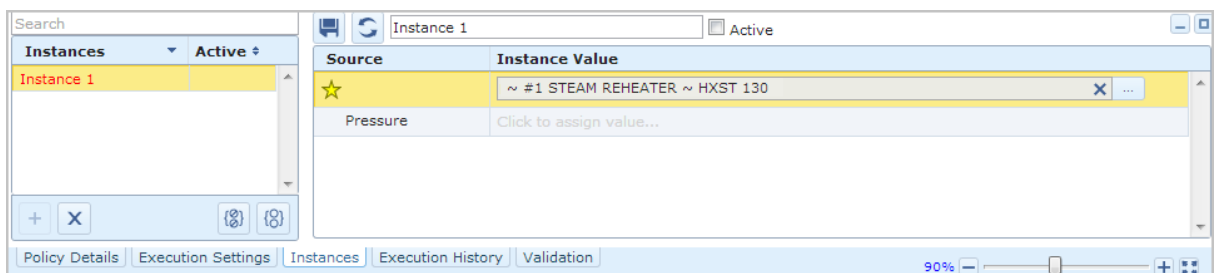 Search
Instances Active
Instance 1
Instance 1 Active
Source Instance Value
~ #1 STEAM REHEATER ~ HXST 130 ...
Pressure Click to assign value...
Policy Details Execution Settings Instances Execution History Validation
90%